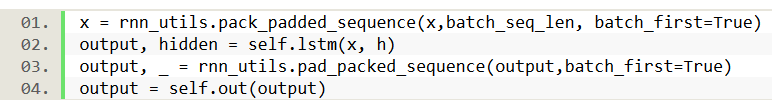 01. x = rnn_utils.pack_padded_sequence(x,batch_seq_len, batch_first=True)
02. output, hidden = self.lstm(x, h)
03. output, _ = rnn_utils.pad_packed_sequence(output,batch_first=True)
04. output = self.out(output)